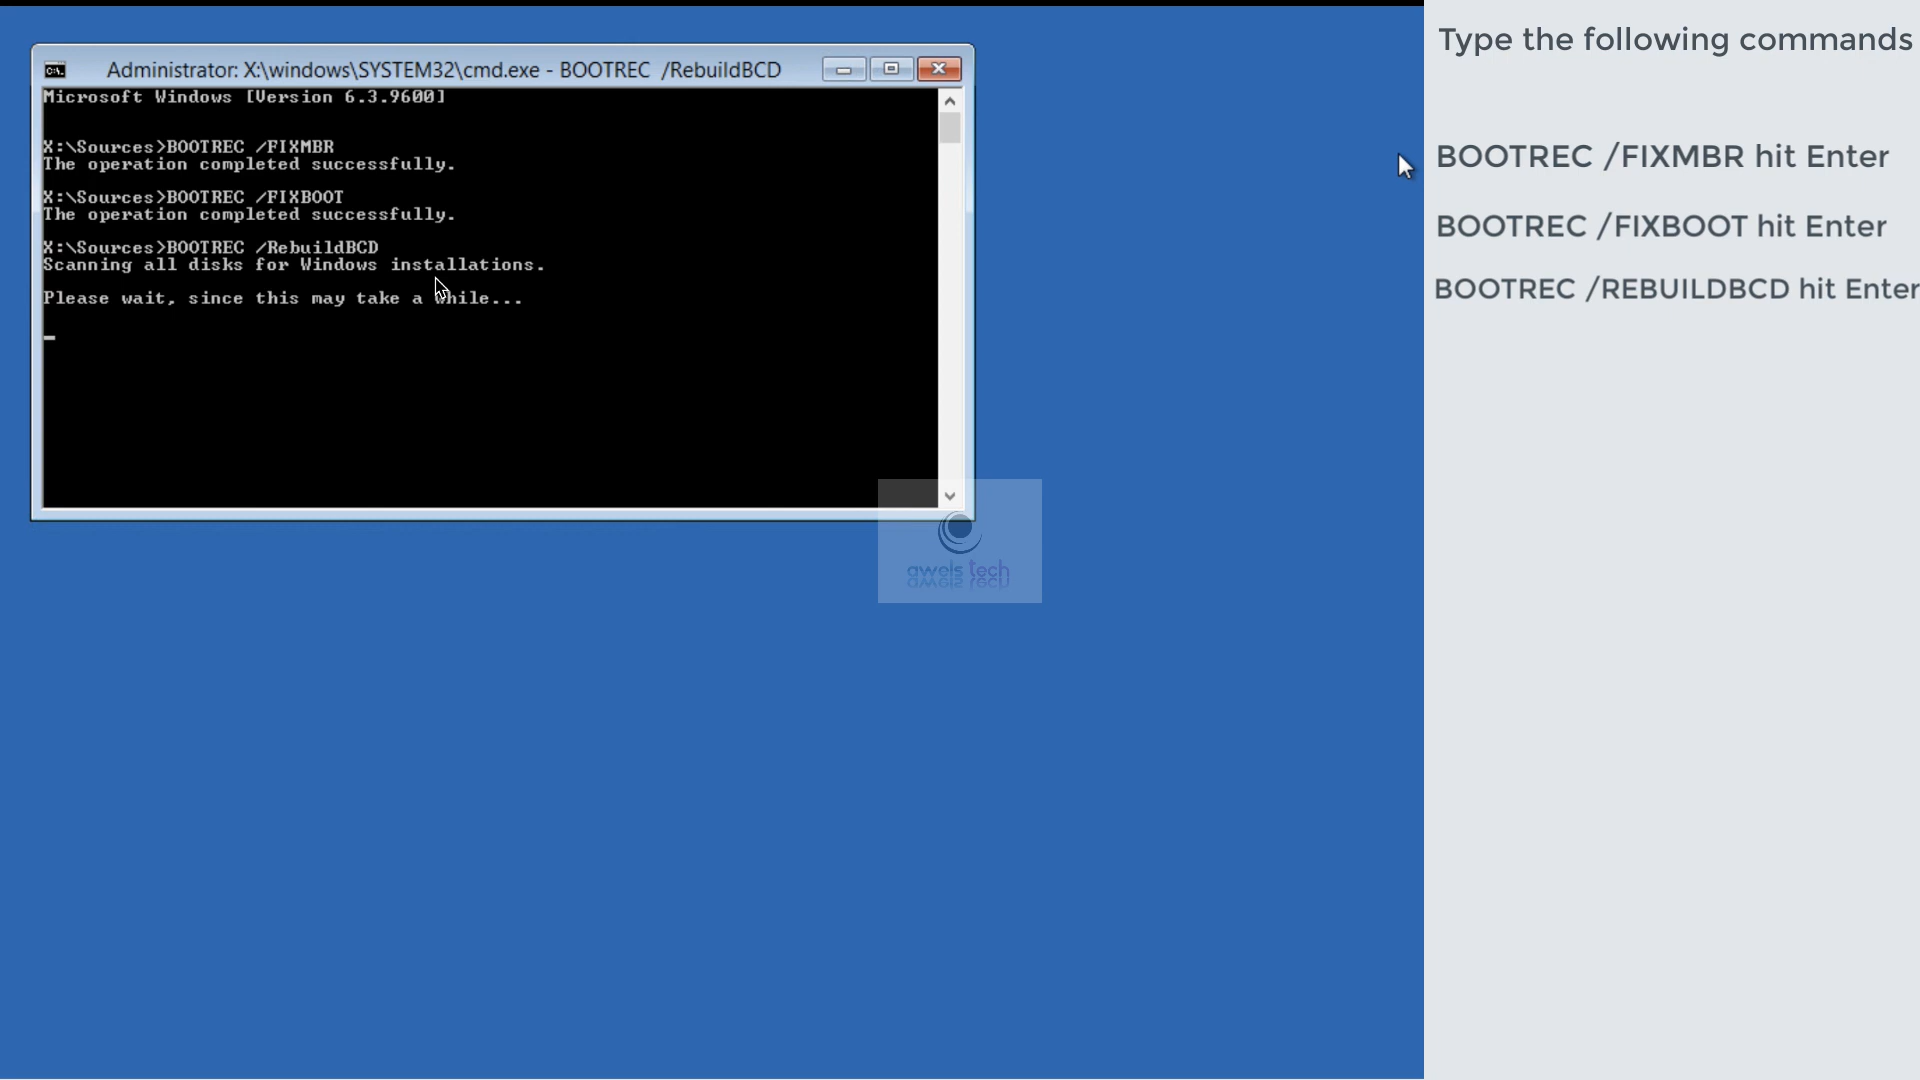 Administrator: X:\windows\SYSTEM32\cmd.exe - BOOTREC /RebuildBCD
Microsoft Windows [Version 6.3.9600]
X:\Sources>BOOTREC /FIXMBR
The operation completed successfully.
X:\Sources>BOOTREC /FIXBOOT
The operation completed successfully.
X:\Sources>BOOTREC /RebuildBCD
Scanning all disks for Windows installations.
Please wait, since this may take a while...
awels tech
Type the following commands
BOOTREC /FIXMBR hit Enter
BOOTREC /FIXBOOT hit Enter
BOOTREC /REBUILDBCD hit Enter